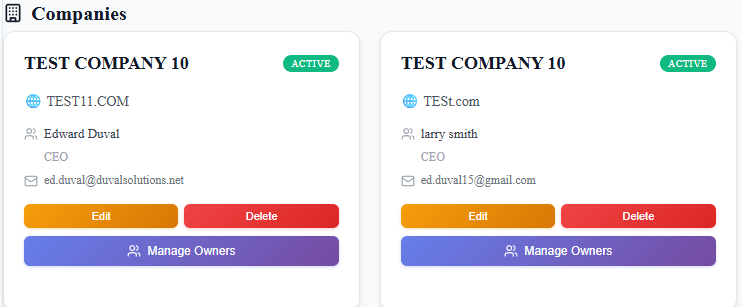 Companies
TEST COMPANY 10
ACTIVE
TEST11.COM
Edward Duval
CEO
ed.duval@duvalsolutions.net
Edit
Delete
Manage Owners
TEST COMPANY 10
ACTIVE
TESt.com
larry smith
CEO
ed.duval15@gmail.com
Edit
Delete
Manage Owners